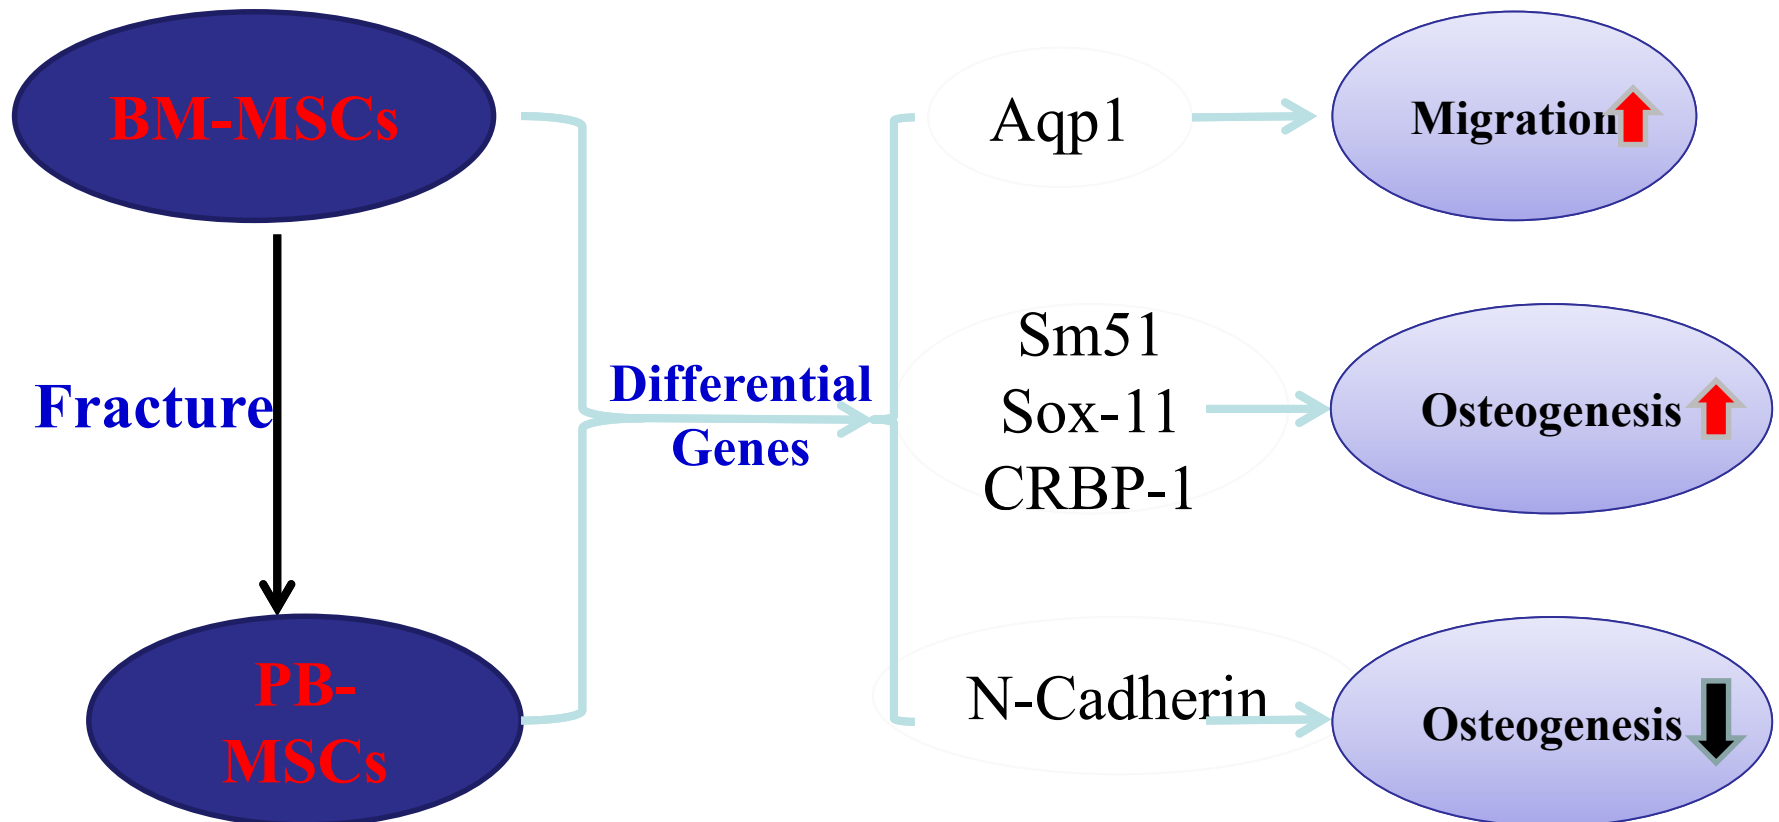 BM-MSCs
Fracture
PB-
MSCs
Differential
Genes
Aqp1
Migration
Sm51
Sox-11
CRBP-1
Osteogenesis
N-Cadherin
Osteogenesis